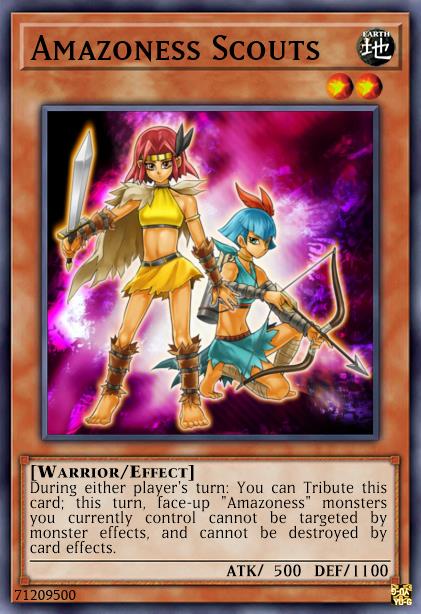 Amazoness Scouts
EARTH
地
[Warrior/Effect]
During either player's turn: You can Tribute this
card; this turn, face-up "Amazoness" monsters
you currently control cannot be targeted by
monster effects, and cannot be destroyed by
card effects.
ATK/ 500 DEF/1100
71209500